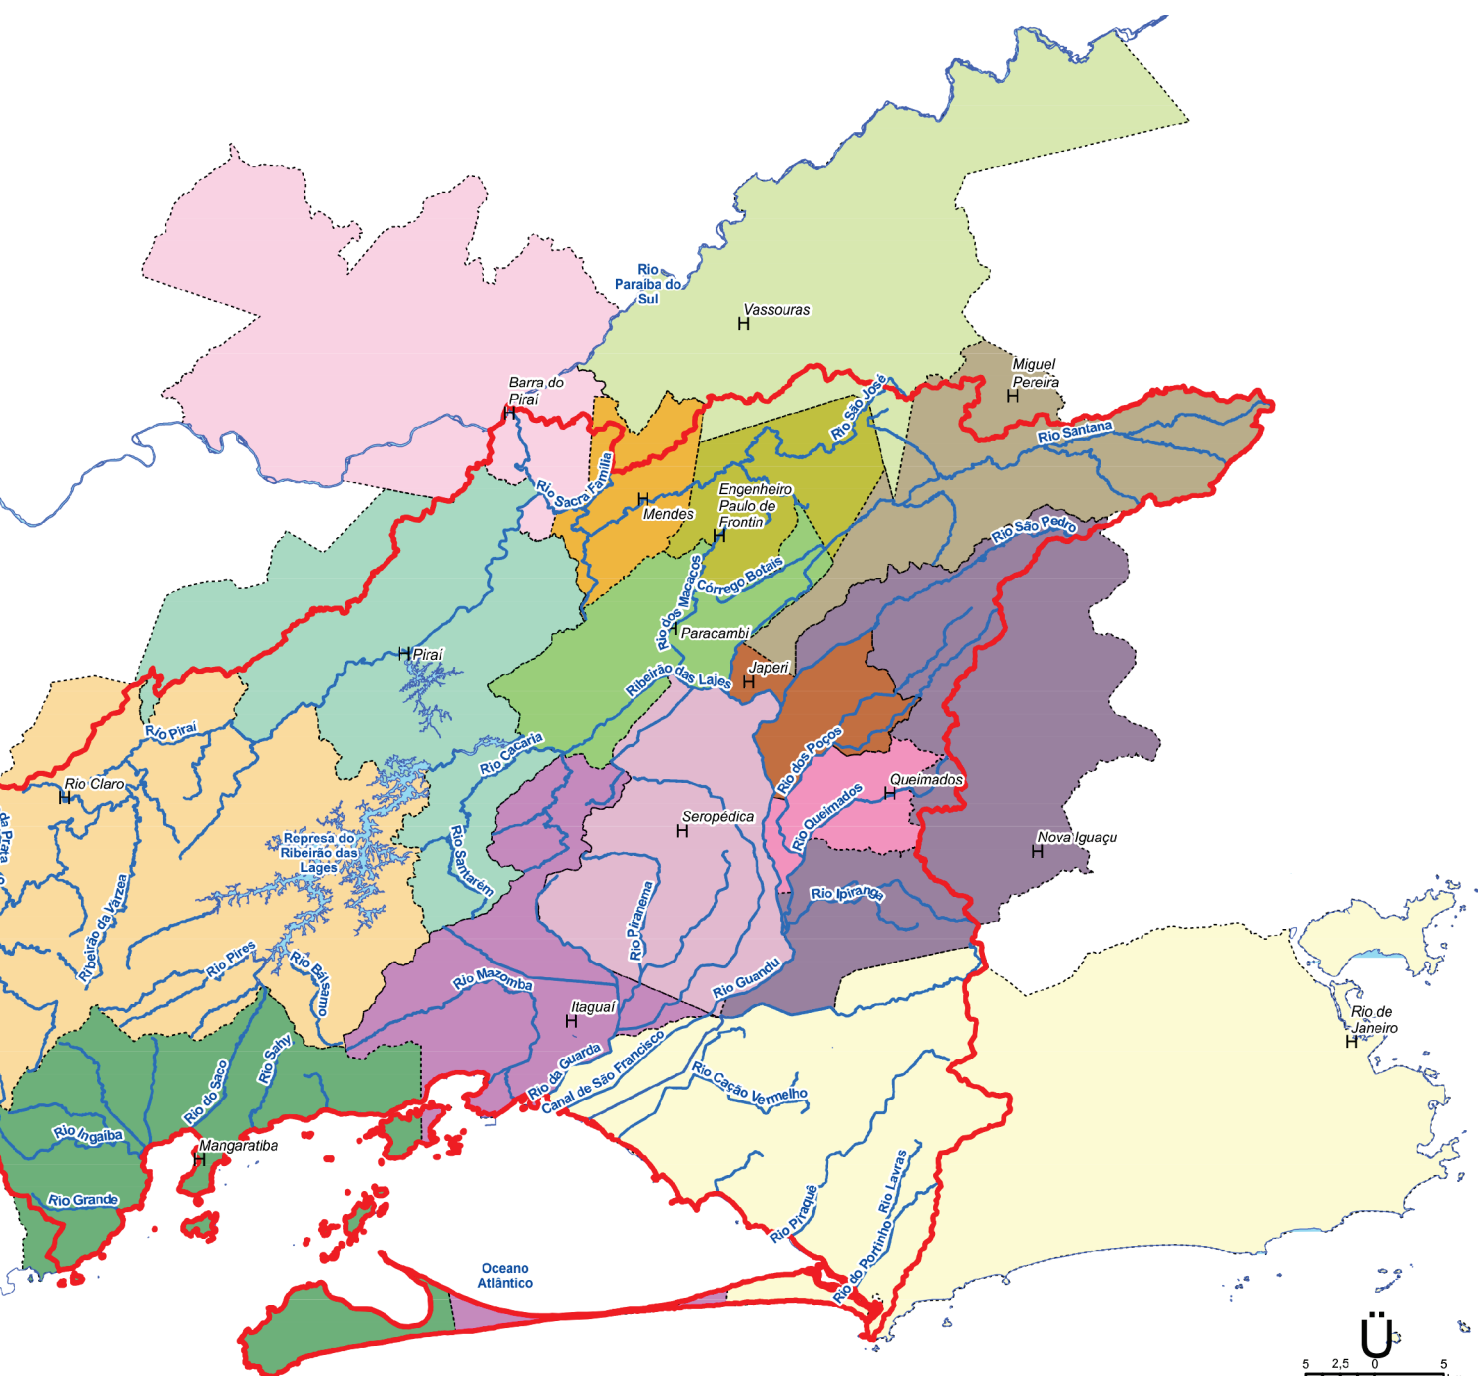 Rio
Paraiba do
Sul
Vassouras
Miguel
Pereira
Barra do
Piraí
Rio São José
Rio Santana
Rio Sacra Família
Mendes
Engenheiro
Paulo de
Frontin
Rio São Pedro
Córrego Botais
Rio dos Macacos
Paracambi
Piraí
Ribeirão das Lajes
Japeri
Rio Piraí
Rio Cacaria
Rio dos Poços
Rio Claro
Queimados
Rio Queimados
Seropédica
Nova Iguaçu
da Prata
Represa do
Ribeirão das
Lages
Rio Santarém
Ribeirão da Várzea
Rio Ipiranga
Rio Piranema
Rio Pires
Rio Bálsamo
Rio Mazomba
Rio Guandu
Itaguaí
Rio de
Janeiro
Rio Sahy
Rio do Saco
Rio da Guarda
Canal de São Francisco
Rio Cação Vermelho
Rio Ingaíba
Mangaratiba
Rio Grande
Rio Piraquê
Rio Lavras
Rio do Portinho
Oceano
Atlântico
Ü
5 2,5 0 5